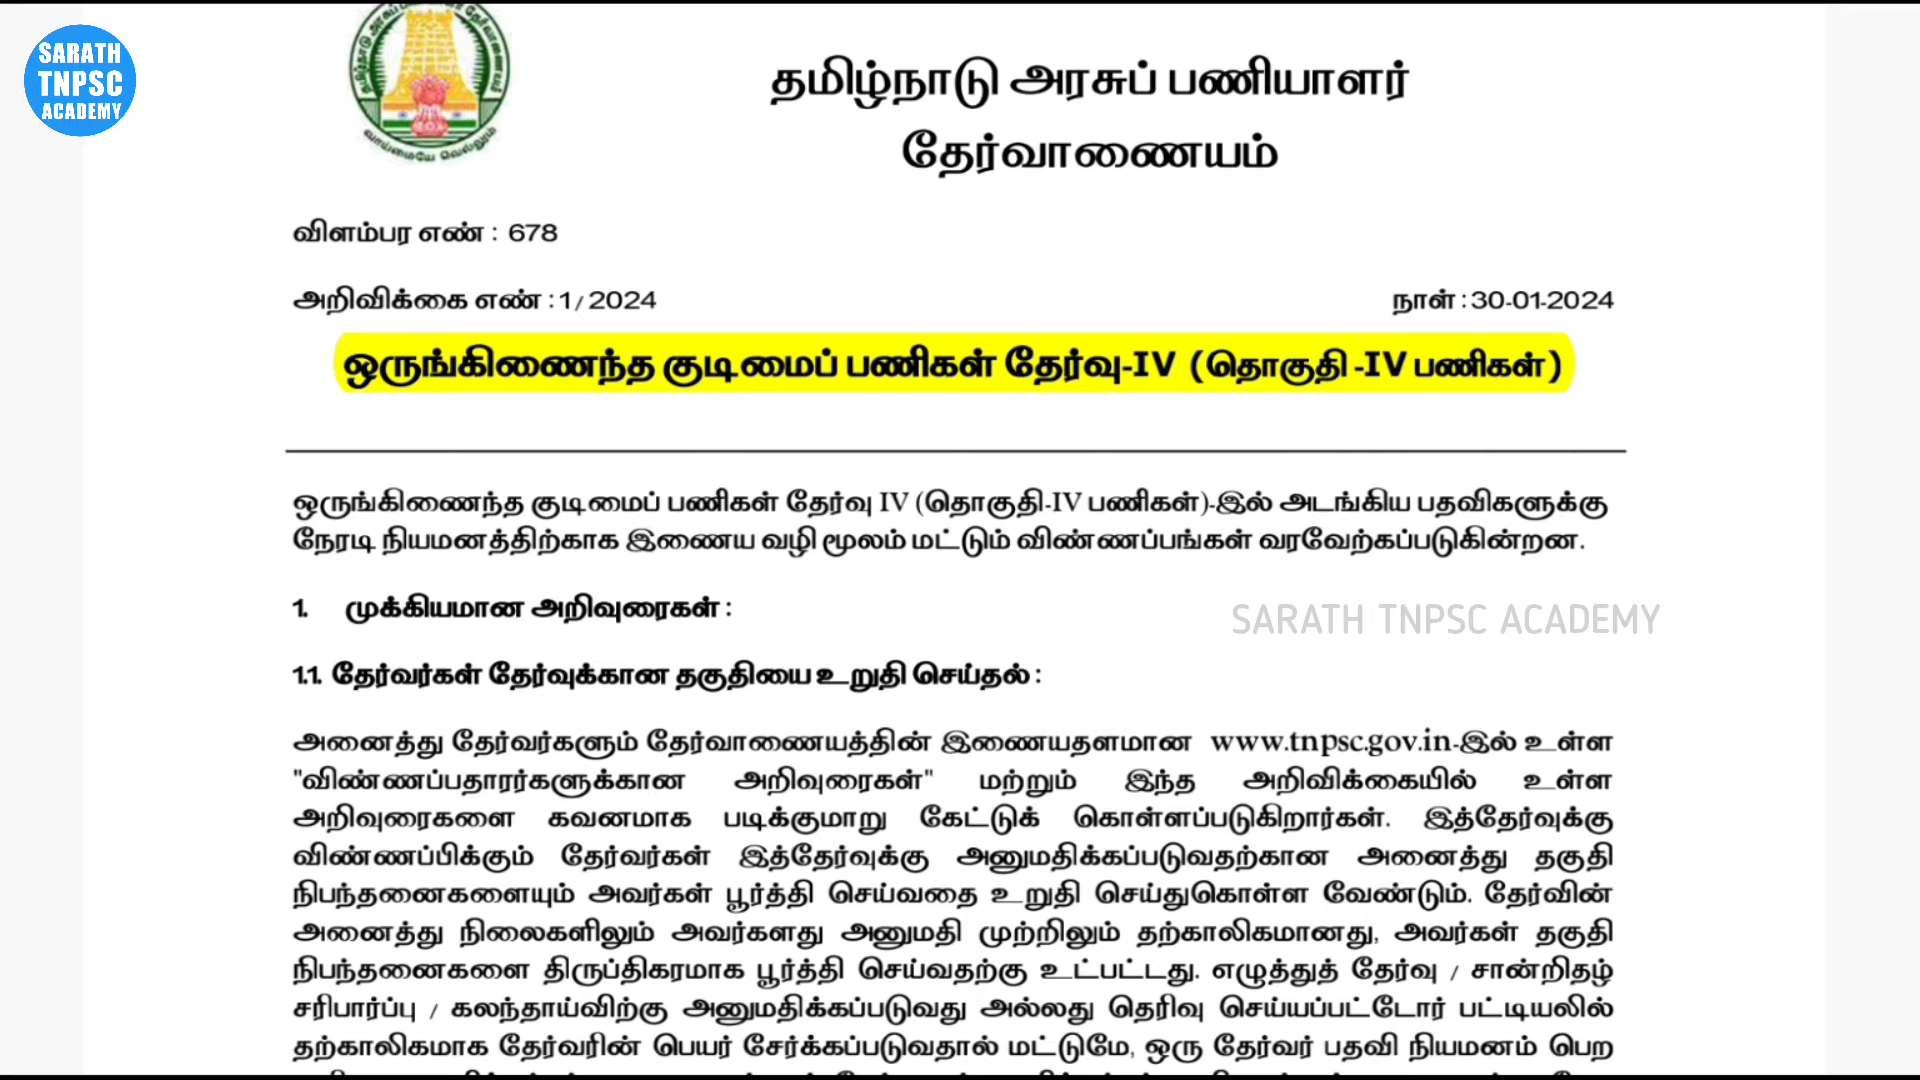 SARATH
TNPSC
ACADEMY
வாய்மையே வெல்லும்
தமிழ்நாடு அரசுப் பணியாளர்
தேர்வாணையம்
விளம்பர எண் : 678
அறிவிக்கை எண் : 1 / 2024 நாள் : 30-01-2024
ஒருங்கிணைந்த குடிமைப் பணிகள் தேர்வு-IV (தொகுதி -IV பணிகள்)
ஒருங்கிணைந்த குடிமைப் பணிகள் தேர்வு IV (தொகுதி-IV பணிகள்)-இல் அடங்கிய பதவிகளுக்கு
நேரடி நியமனத்திற்காக இணைய வழி மூலம் மட்டும் விண்ணப்பங்கள் வரவேற்கப்படுகின்றன.
1. முக்கியமான அறிவுரைகள் :
SARATH TNPSC ACADEMY
1.1. தேர்வர்கள் தேர்வுக்கான தகுதியை உறுதி செய்தல் :
அனைத்து தேர்வர்களும் தேர்வாணையத்தின் இணையதளமான www.tnpsc.gov.in-இல் உள்ள
"விண்ணப்பதாரர்களுக்கான அறிவுரைகள்" மற்றும் இந்த அறிவிக்கையில் உள்ள
அறிவுரைகளை கவனமாக படிக்குமாறு கேட்டுக் கொள்ளப்படுகிறார்கள். இத்தேர்வுக்கு
விண்ணப்பிக்கும் தேர்வர்கள் இத்தேர்வுக்கு அனுமதிக்கப்படுவதற்கான அனைத்து தகுதி
நிபந்தனைகளையும் அவர்கள் பூர்த்தி செய்வதை உறுதி செய்துகொள்ள வேண்டும். தேர்வின்
அனைத்து நிலைகளிலும் அவர்களது அனுமதி முற்றிலும் தற்காலிகமானது, அவர்கள் தகுதி
நிபந்தனைகளை திருப்திகரமாக பூர்த்தி செய்வதற்கு உட்பட்டது. எழுத்துத் தேர்வு / சான்றிதழ்
சரிபார்ப்பு / கலந்தாய்விற்கு அனுமதிக்கப்படுவது அல்லது தெரிவு செய்யப்பட்டோர் பட்டியலில்
தற்காலிகமாக தேர்வரின் பெயர் சேர்க்கப்படுவதால் மட்டுமே, ஒரு தேர்வர் பதவி நியமனம் பெற